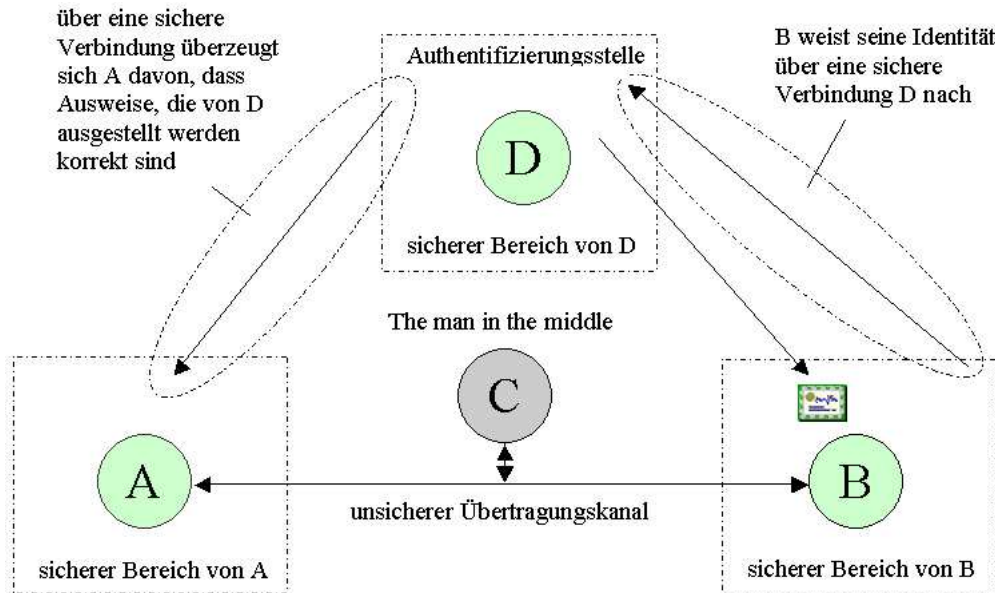 über eine sichere
Verbindung überzeugt
sich A davon, dass
Ausweise, die von D
ausgestellt werden
korrekt sind
Authentifizierungsstelle
D
sicherer Bereich von D
B weist seine Identität
über eine sichere
Verbindung D nach
The man in the middle
C
A
B
unsicherer Übertragungskanal
sicherer Bereich von A
sicherer Bereich von B